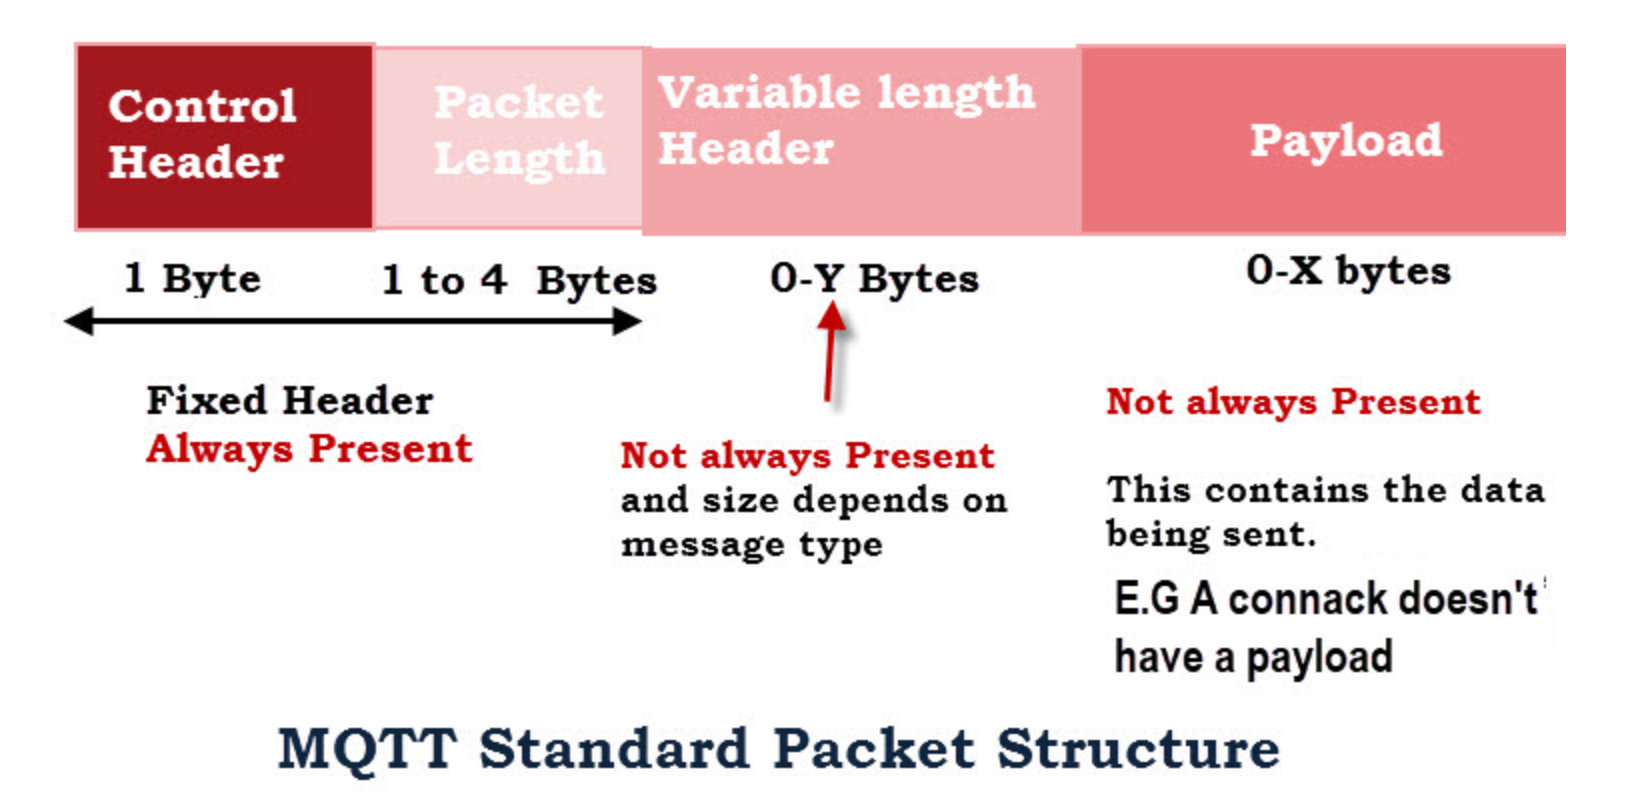 Control
Header
Packet
Length
Variable length
Header
Payload
1 Byte
1 to 4 Bytes
0-Y Bytes
0-X bytes
Fixed Header
Always Present
Not always Present
and size depends on
message type
Not always Present
This contains the data
being sent.
E.G A connack doesn't
have a payload
MQTT Standard Packet Structure